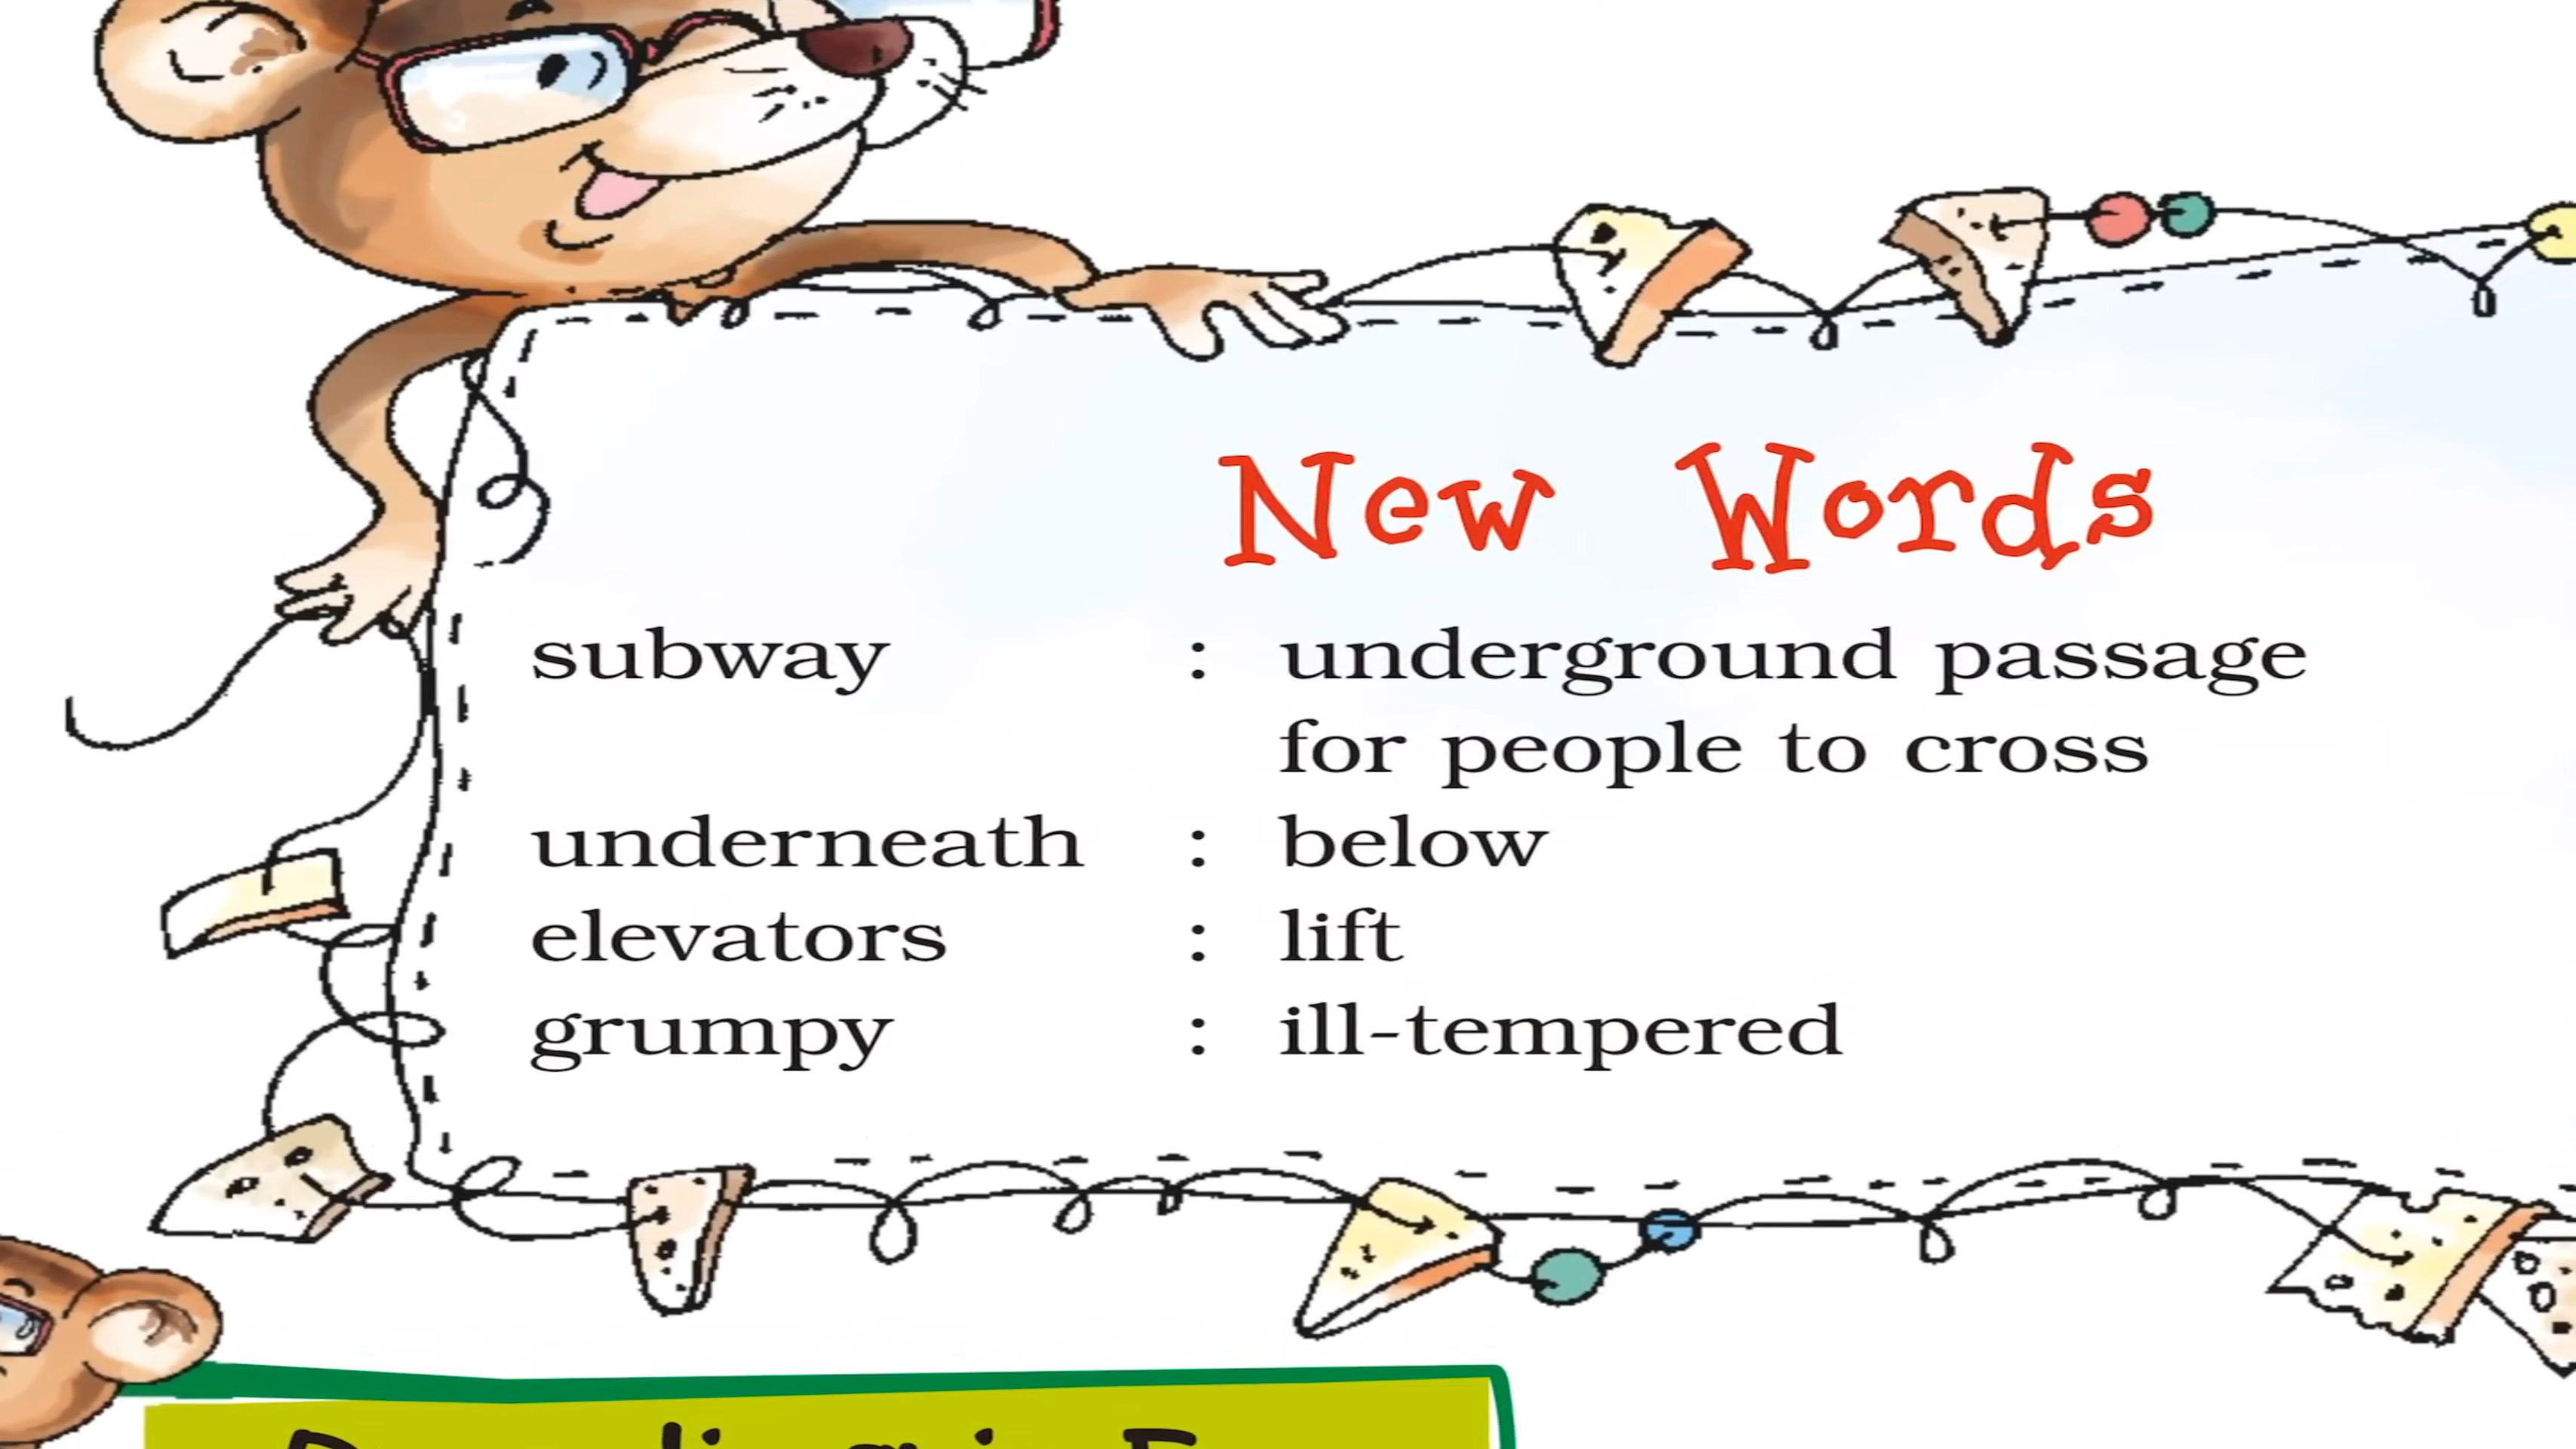 New Words
subway : underground passage
for people to cross
underneath : below
elevators : lift
grumpy : ill-tempered